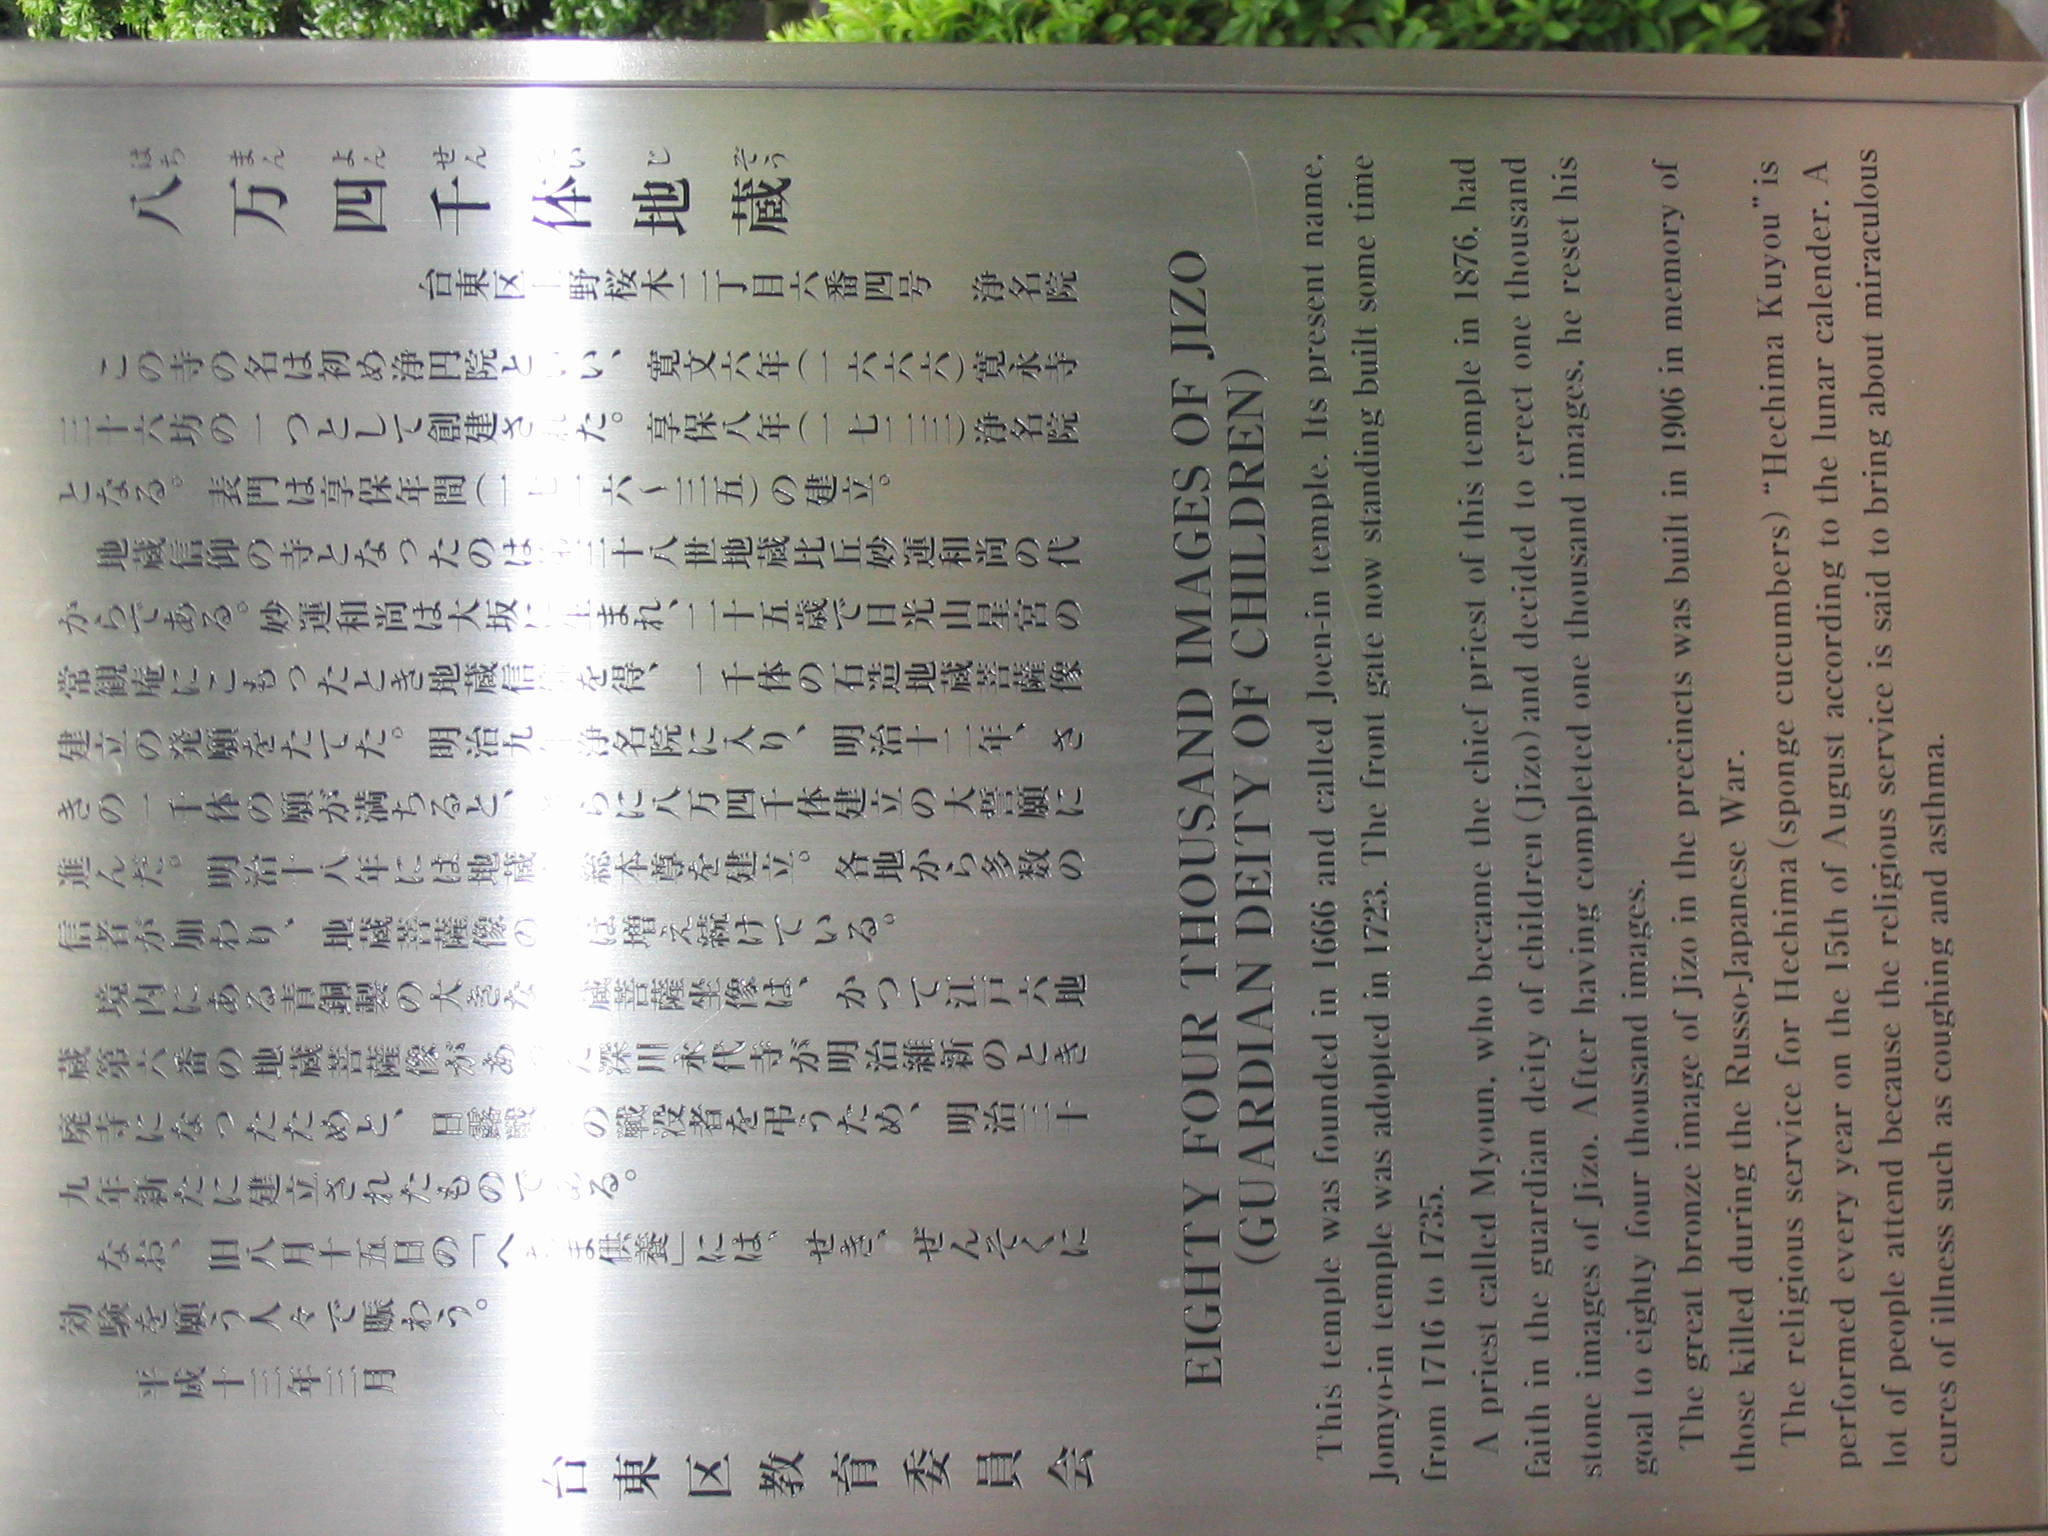 八万四千体地蔵
はち まん よん せん い じ ぞう
台東区上野桜木二丁目六番四号 浄名院
この寺の名は初め浄円院といい、寛文六年(一六六六)寛永寺
三十六坊の一つとして創建された。享保八年(一七二三)浄名院
となる。表門は享保年間(一七一六〜三五)の建立。
地蔵信仰の寺となったのは第三十八世地蔵比丘妙運和尚の代
からである。妙運和尚は大坂に生まれ、二十五歳で日光山星宮の
常観庵にこもったとき地蔵信仰を得、一千体の石造地蔵菩薩像
建立の発願をたてた。明治九年浄名院に入り、明治十二年、さ
きの一千体の願が満ちると、さらに八万四千体建立の大誓願に
進んだ。明治十八年には地蔵 総本尊を建立。各地から多数の
信者が加わり、地蔵菩薩像の は増え続けている。
境内にある青銅製の大きな 蔵菩薩坐像は、かつて江戸六地
蔵第六番の地蔵菩薩像があった深川永代寺が明治維新のとき
廃寺になったためと、日露戦 の戦没者を弔うため、明治三十
九年新たに建立されたものである。
なお、旧八月十五日の「へちま供養」には、せき、ぜんそくに
効験を願う人々で賑わう。
平成十三年三月
台東区教育委員会
EIGHTY FOUR THOUSAND IMAGES OF JIZO
(GUARDIAN DEITY OF CHILDREN)
This temple was founded in 1666 and called Joen-in temple. Its present name,
Jomyo-in temple was adopted in 1723. The front gate now standing built some time
from 1716 to 1735.
A priest called Myoun, who became the chief priest of this temple in 1876, had
faith in the guardian deity of children (Jizo) and decided to erect one thousand
stone images of Jizo. After having completed one thousand images, he reset his
goal to eighty four thousand images.
The great bronze image of Jizo in the precincts was built in 1906 in memory of
those killed during the Russo-Japanese War.
The religious service for Hechima (sponge cucumbers) “Hechima Kuyou” is
performed every year on the 15th of August according to the lunar calender. A
lot of people attend because the religious service is said to bring about miraculous
cures of illness such as coughing and asthma.